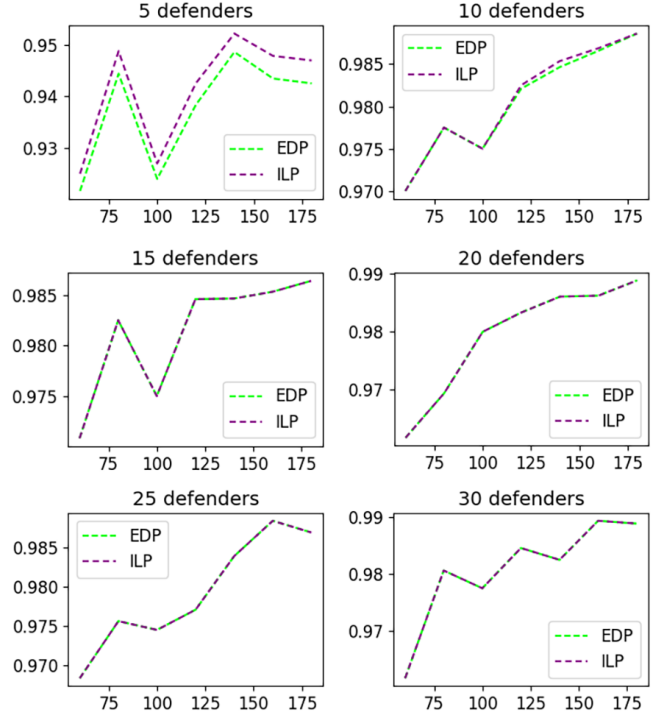 5 defenders
0.95
0.94
0.93
EDP
ILP
75 100 125 150 175
10 defenders
EDP
ILP
0.985
0.980
0.975
0.970
75 100 125 150 175
15 defenders
0.985
0.980
0.975
EDP
ILP
75 100 125 150 175
20 defenders
0.99
0.98
0.97
EDP
ILP
75 100 125 150 175
25 defenders
EDP
ILP
0.985
0.980
0.975
0.970
75 100 125 150 175
30 defenders
0.99
0.98
0.97
EDP
ILP
75 100 125 150 175